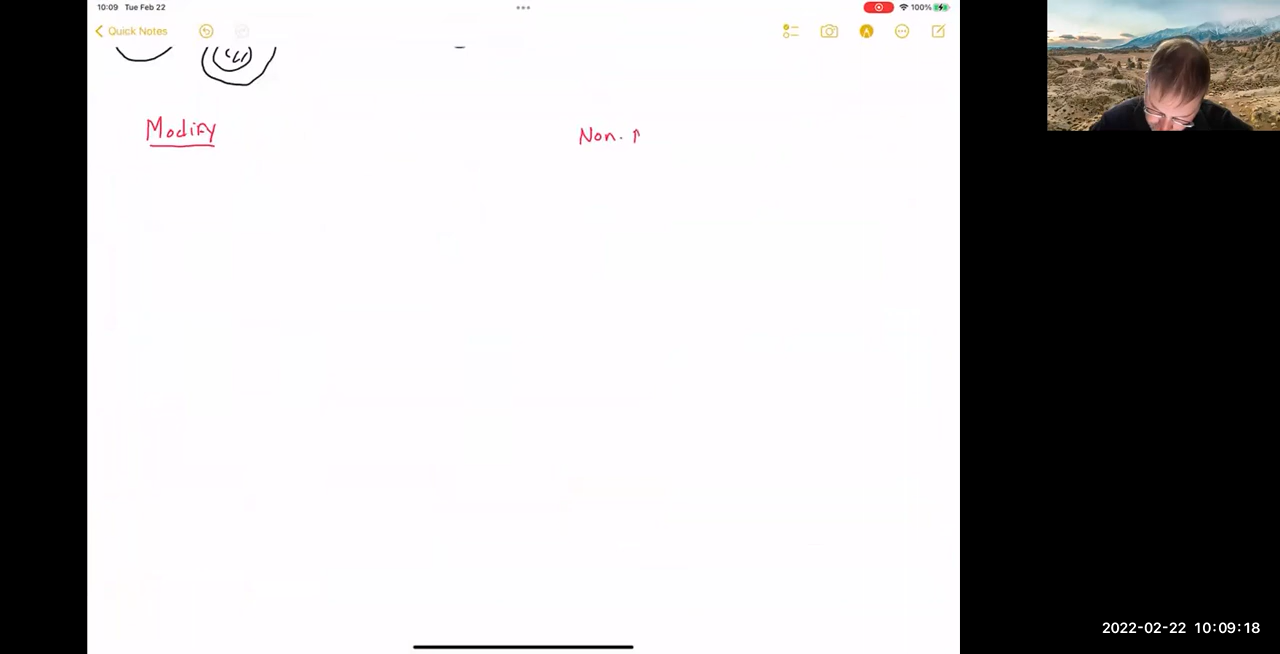 10:09 Tue Feb 22
100%
Quick Notes
Modify
Non.
2022-02-22 10:09:18